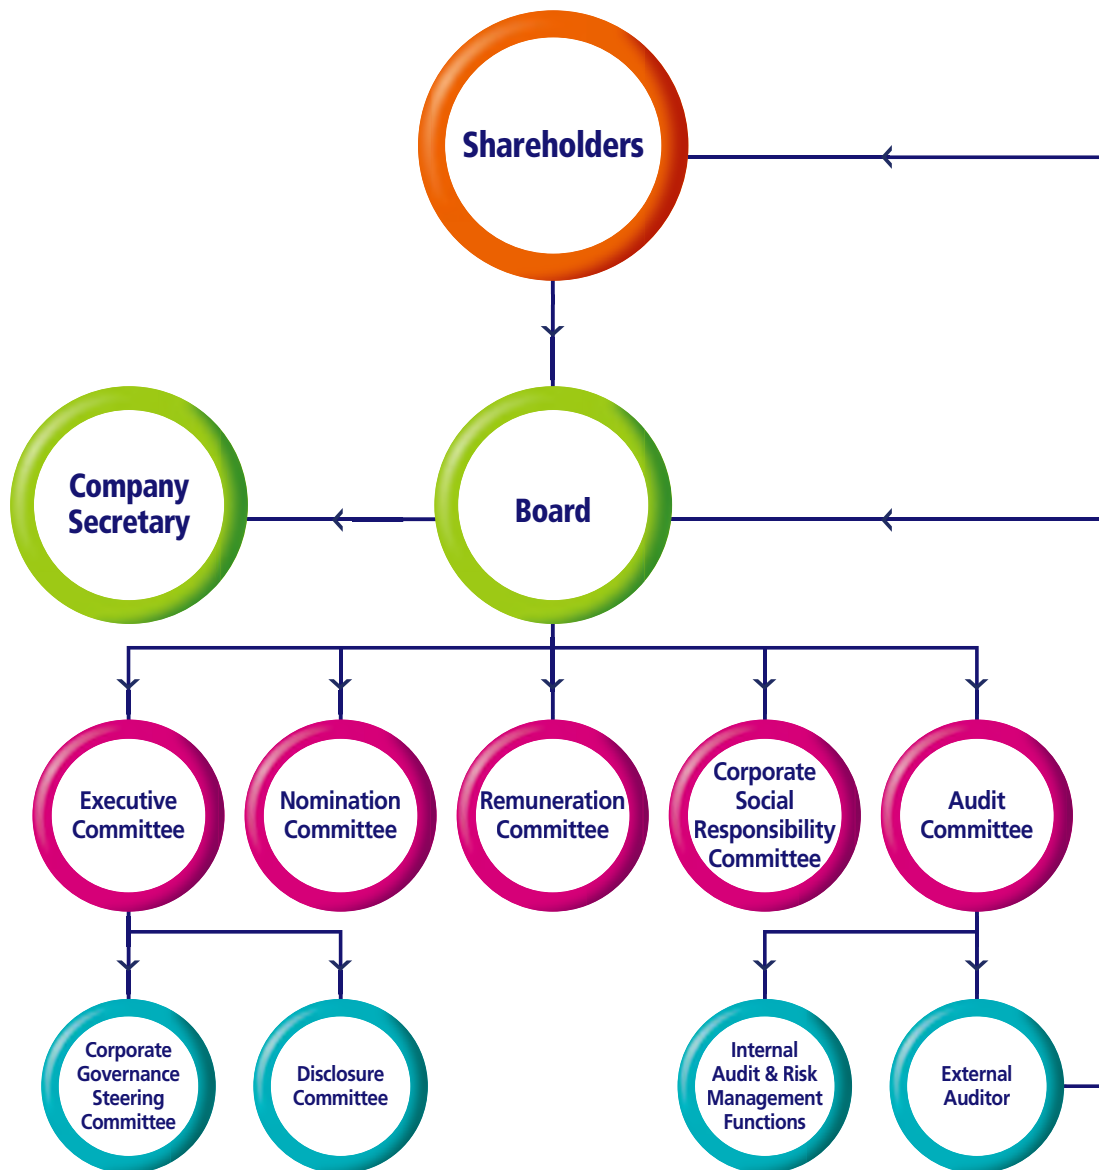 Shareholders
Company
Secretary
Board
Executive
Committee
Nomination
Committee
Remuneration
Committee
Corporate
Social
Responsibility
Committee
Audit
Committee
Corporate
Governance
Steering
Committee
Disclosure
Committee
Internal
Audit & Risk
Management
Functions
External
Auditor